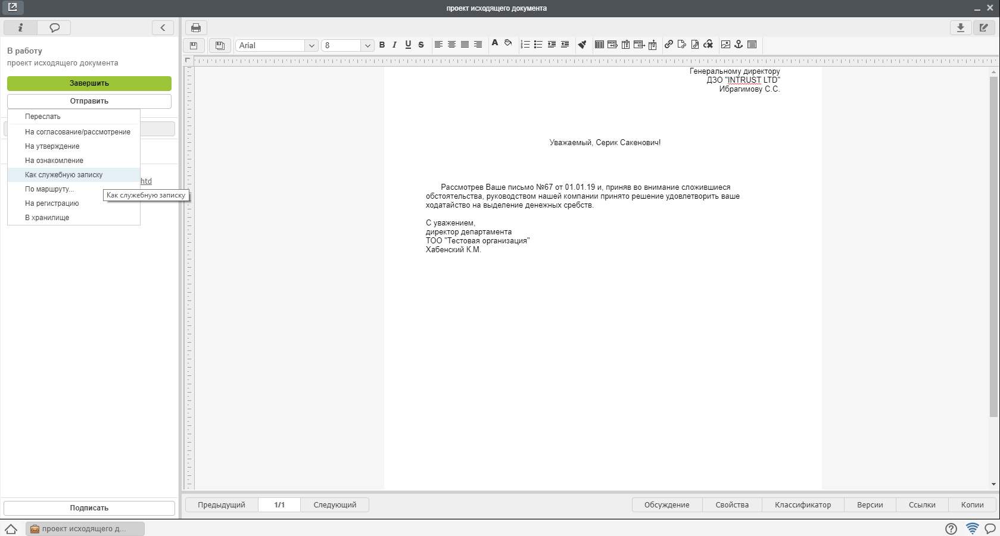 проект исходящего документа
В работу
проект исходящего документа
Завершить
Отправить
Переслать
На согласование/рассмотрение
На утверждение
На ознакомление
Как служебную записку
htd
По маршруту...
Как служебную записку
На регистрацию
В хранилище
Подписать
Arial
8
B I U S
A
Генеральному директору
ДЗО "INTRUST LTD"
Ибрагимову С.С.
Уважаемый, Серик Сакенович!
Рассмотрев Ваше письмо №67 от 01.01.19 и, приняв во внимание сложившиеся
обстоятельства, руководством нашей компании принято решение удовлетворить ваше
ходатайство на выделение денежных сребств.
С уважением,
директор департамента
ТОО "Тестовая организация"
Хабенский К.М.
Предыдущий 1/1 Следующий
Обсуждение Свойства Классификатор Версии Ссылки Копии
проект исходящего д...